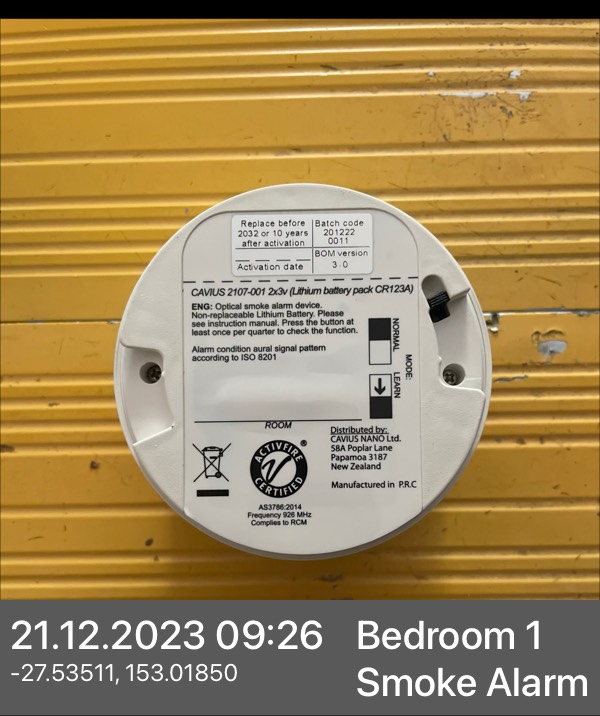 Replace before
2032 or 10 years
after activation
Activation date
Batch code
201222
0011
BOM version
3.0
CAVIUS 2107-001 2x3v (Lithium battery pack CR123A)
ENG: Optical smoke alarm device.
Non-replaceable Lithium Battery. Please
see instruction manual. Press the button at
least once per quarter to check the function.
Alarm condition aural signal pattern
according to ISO 8201
NORMAL
MODE:
LEARN
ROOM
ACTIVFIRE®
CERTIFIED
AS3786:2014
Frequency 926 MHz
Complies to RCM
Distributed by:
CAVIUS NANO Ltd.
58A Poplar Lane
Papamoa 3187
New Zealand
Manufactured in P.R.C
21.12.2023 09:26
-27.53511, 153.01850
Bedroom 1
Smoke Alarm